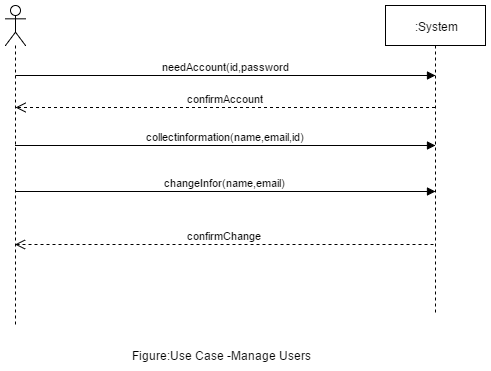 :System
needAccount(id,password
confirmAccount
collectinformation(name,email,id)
changeInfor(name,email)
confirmChange
Figure:Use Case -Manage Users